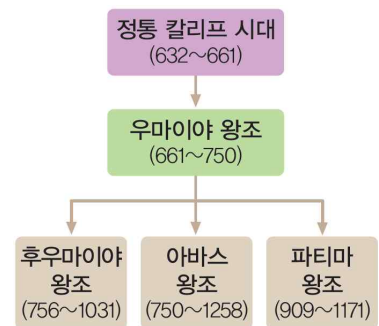 정통 칼리프 시대
(632～661)
우마이야 왕조
(661～750)
후우마이야
왕조
(756～1031)
아바스
왕조
(750～1258)
파티마
왕조
(909～1171)